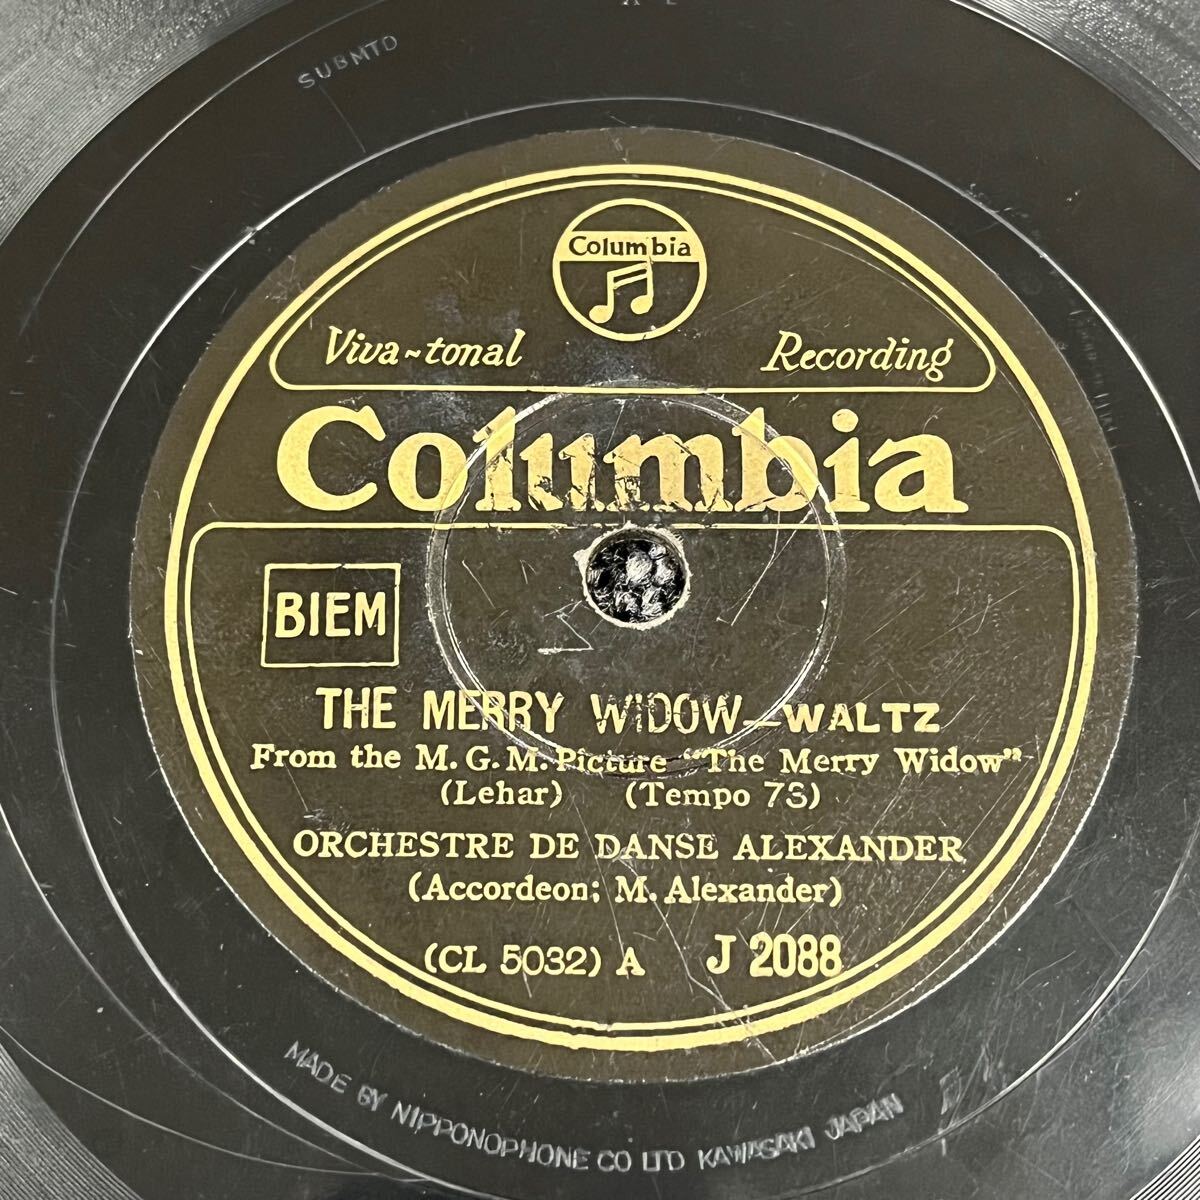 SUBMTD
Columbia
Viva-tonal Recording
Columbia
BIEM
THE MERRY WIDOW—WALTZ
From the M.G.M. Picture "The Merry Widow"
(Lehar) (Tempo 73)
ORCHESTRE DE DANSE ALEXANDER
(Accordeon; M. Alexander)
(CL 5032) A J 2088
MADE BY NIPPONOPHONE CO LTD KAWASAKI JAPAN